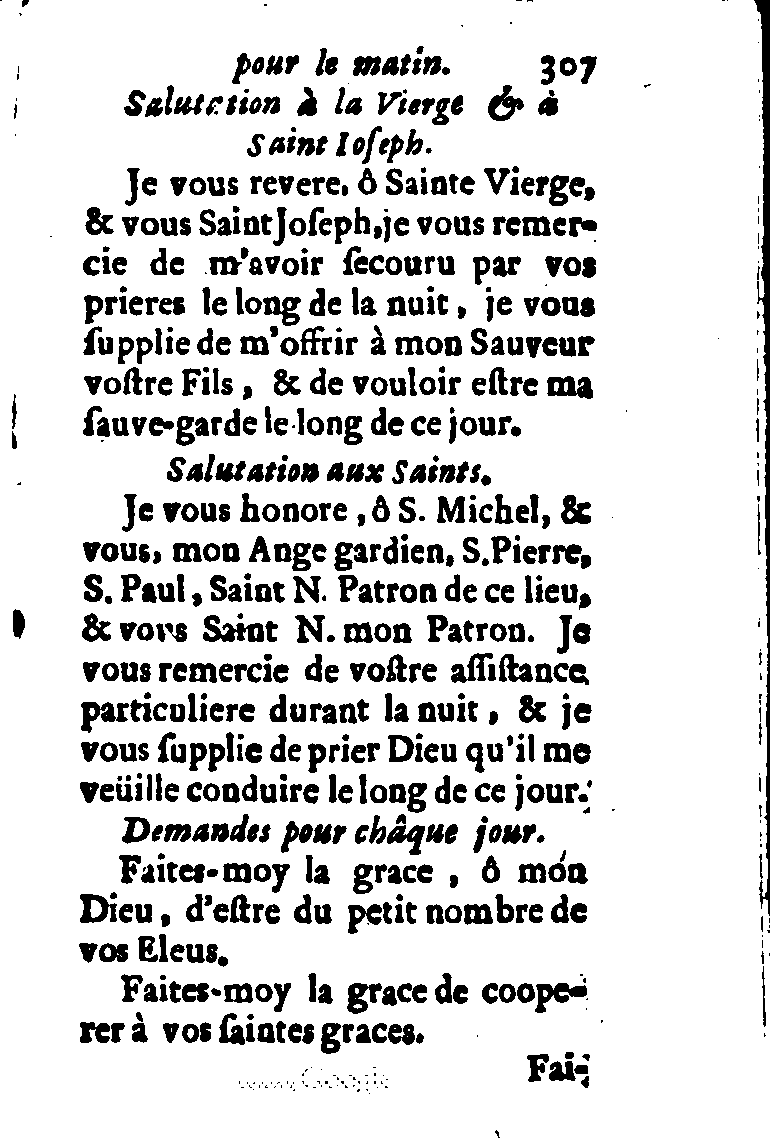 pour le matin. 307
Salutation à la Vierge & à
Saint Ioſeph.
Je vous revere, ô Sainte Vierge,
& vous Saint Joſeph, je vous remer-
cie de m'avoir ſecouru par vos
prieres le long de la nuit, je vous
ſupplie de m'offrir à mon Sauveur
voſtre Fils, & de vouloir eſtre ma
ſauve-garde le long de ce jour.
Salutation aux Saints.
Je vous honore, ô S. Michel, &
vous, mon Ange gardien, S. Pierre,
S. Paul, Saint N. Patron de ce lieu,
& vous Saint N. mon Patron. Je
vous remercie de voſtre aſſiſtance
particuliere durant la nuit, & je
vous ſupplie de prier Dieu qu'il me
veüille conduire le long de ce jour.
Demandes pour châque jour.
Faites-moy la grace, ô mon
Dieu, d'eſtre du petit nombre de
vos Eleus.
Faites-moy la grace de coope-
rer à vos ſaintes graces.
Fai-
Google